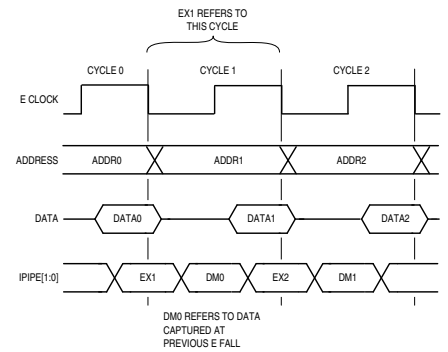 EX1 REFERS TO
THIS CYCLE
CYCLE 0 CYCLE 1 CYCLE 2
E CLOCK
ADDRESS ADDR0 ADDR1 ADDR2
DATA DATA0 DATA1 DATA2
IPIPE[1:0] EX1 DM0 EX2 DM1
DM0 REFERS TO DATA
CAPTURED AT
PREVIOUS E FALL